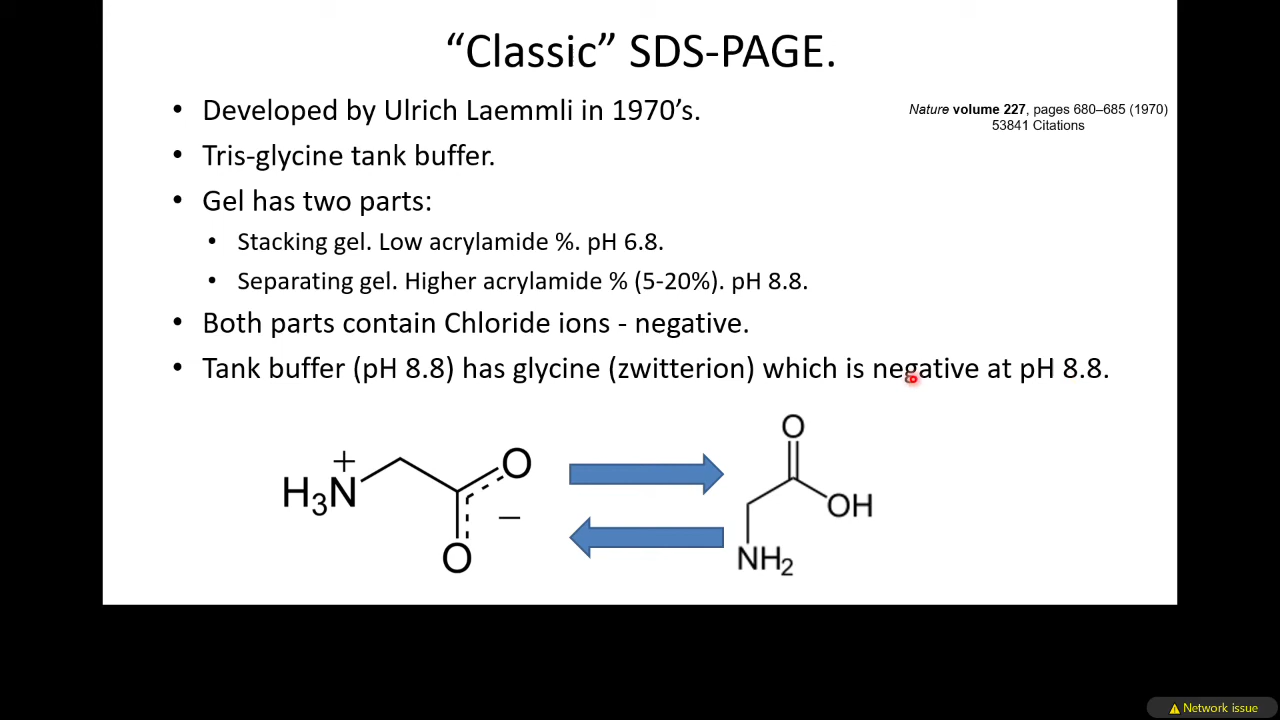 “Classic” SDS-PAGE.
• Developed by Ulrich Laemmli in 1970’s.
Nature volume 227, pages 680–685 (1970)
53841 Citations
• Tris-glycine tank buffer.
• Gel has two parts:
• Stacking gel. Low acrylamide %. pH 6.8.
• Separating gel. Higher acrylamide % (5-20%). pH 8.8.
• Both parts contain Chloride ions - negative.
• Tank buffer (pH 8.8) has glycine (zwitterion) which is negative at pH 8.8.
H3N
+
O
−
O
O
OH
NH2
Network issue